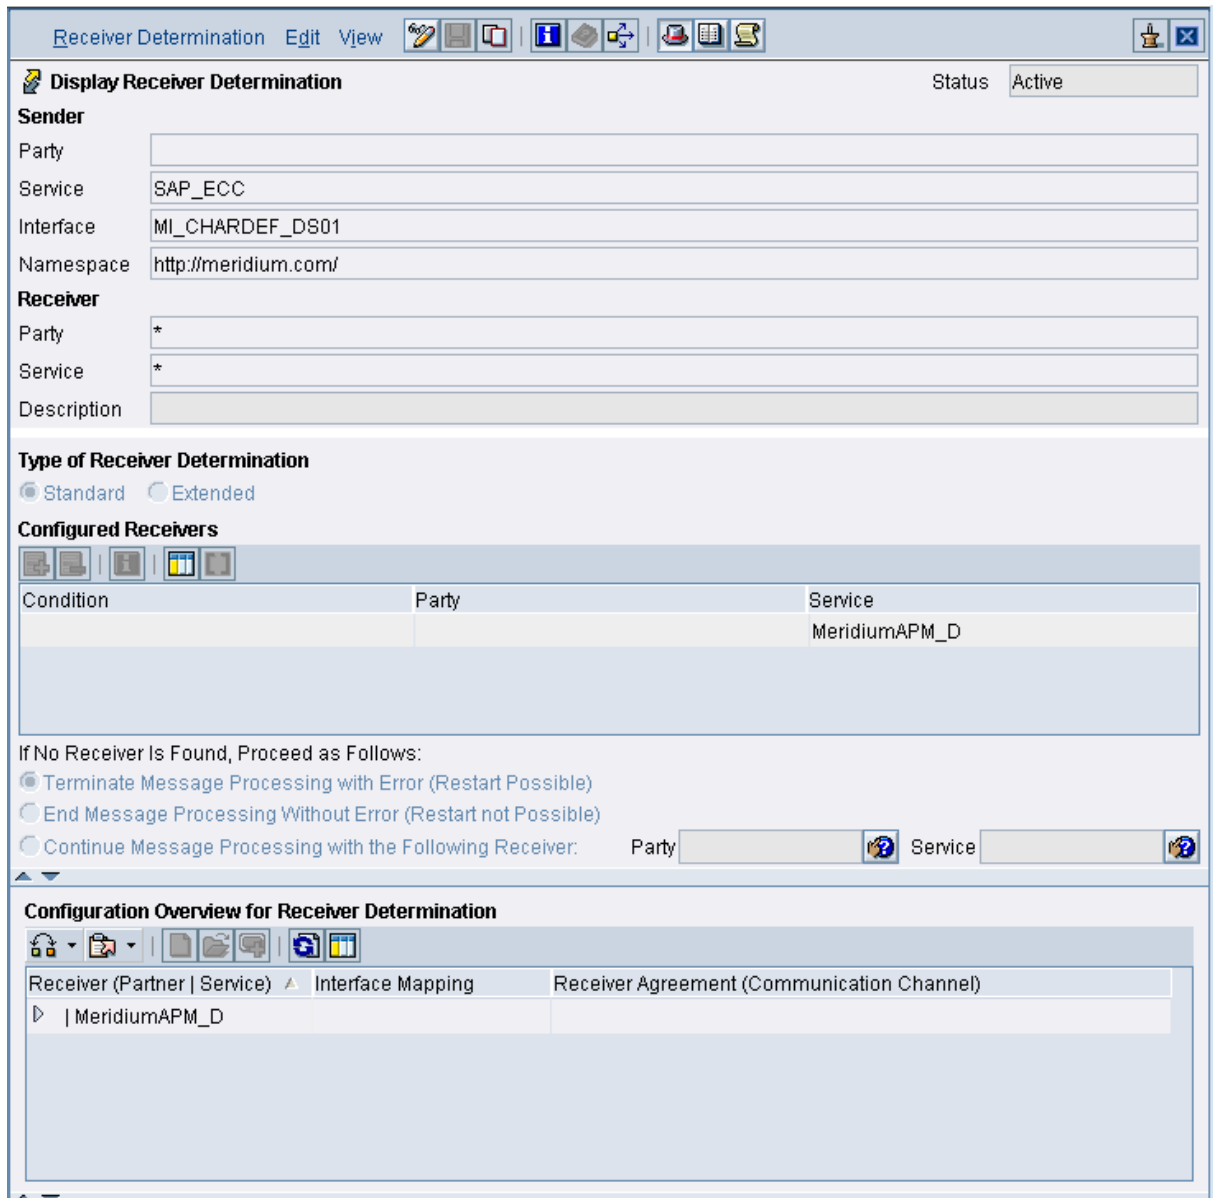 Receiver Determination Edit View
Display Receiver Determination Status Active
Sender
Party
Service SAP_ECC
Interface MI_CHARDEF_DS01
Namespace http://meridium.com/
Receiver
Party *
Service *
Description
Type of Receiver Determination
Standard Extended
Configured Receivers
Condition Party Service
MeridiumAPM_D
If No Receiver Is Found, Proceed as Follows:
Terminate Message Processing with Error (Restart Possible)
End Message Processing Without Error (Restart not Possible)
Continue Message Processing with the Following Receiver: Party Service
Configuration Overview for Receiver Determination
Receiver (Partner | Service) Interface Mapping Receiver Agreement (Communication Channel)
| MeridiumAPM_D